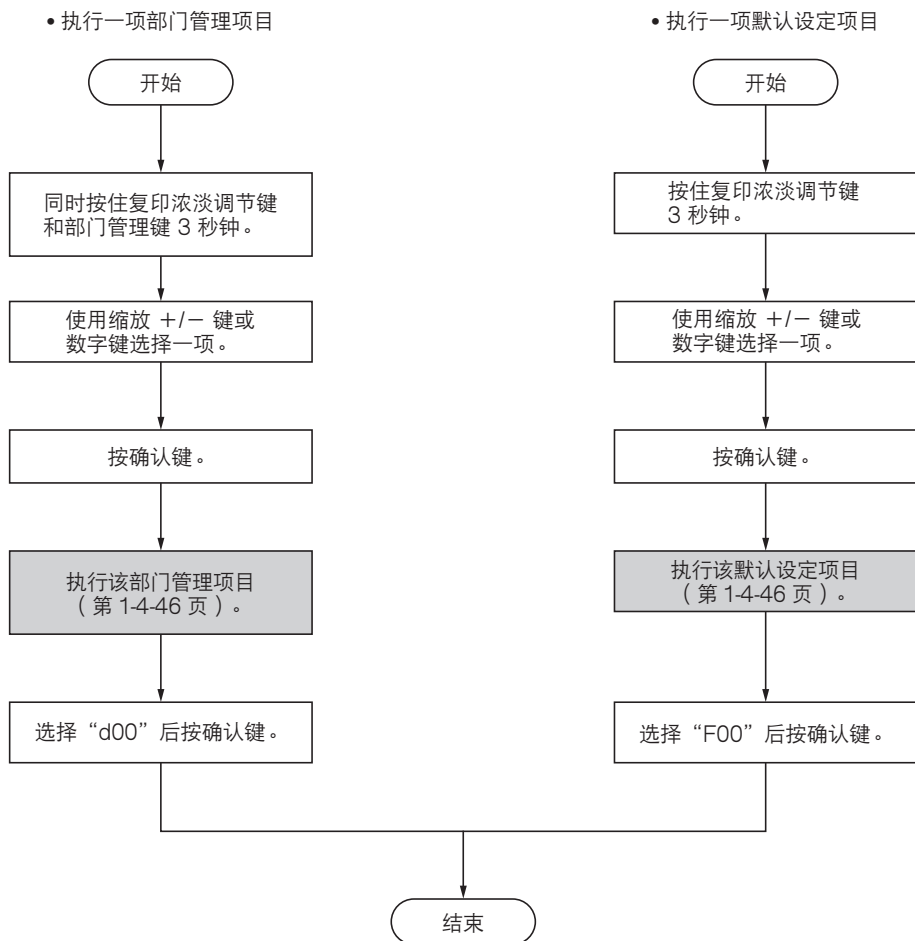 • 执行一项部门管理项目
开始
同时按住复印浓淡调节键
和部门管理键 3 秒钟。
使用缩放 +/− 键或
数字键选择一项。
按确认键。
执行该部门管理项目
（第 1-4-46 页）。
选择“d00”后按确认键。
• 执行一项默认设定项目
开始
按住复印浓淡调节键
3 秒钟。
使用缩放 +/− 键或
数字键选择一项。
按确认键。
执行该默认设定项目
（第 1-4-46 页）。
选择“F00”后按确认键。
结束